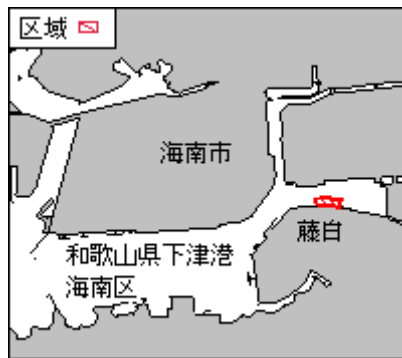 区域
海南市
藤白
和歌山県下津港
海南区